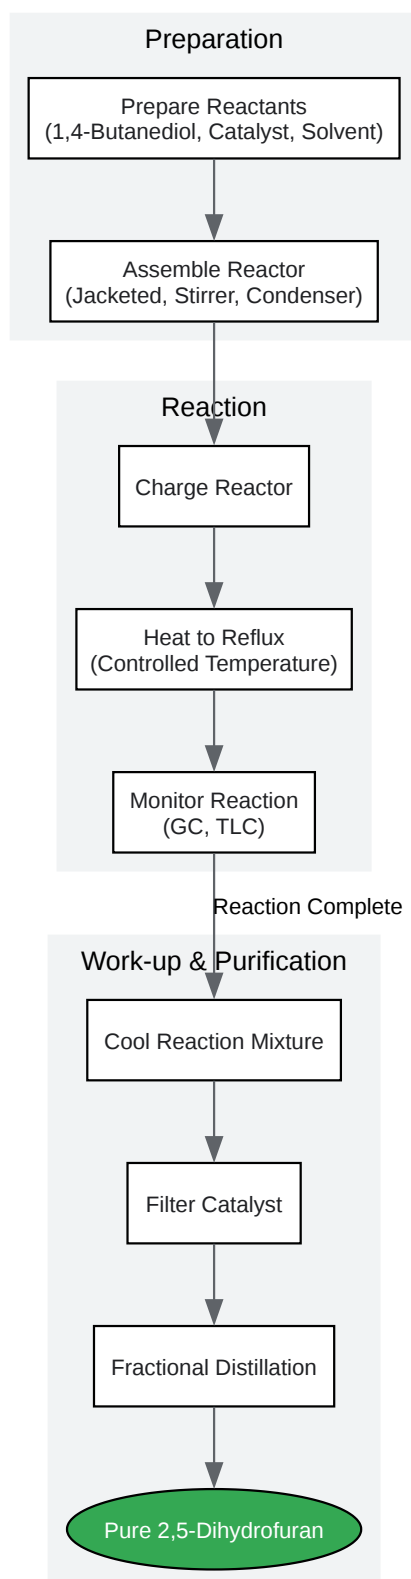 Preparation
Prepare Reactants
(1,4-Butanediol, Catalyst, Solvent)
Assemble Reactor
(Jacketed, Stirrer, Condenser)
Reaction
Charge Reactor
Heat to Reflux
(Controlled Temperature)
Monitor Reaction
(GC, TLC)
Reaction Complete
Work-up & Purification
Cool Reaction Mixture
Filter Catalyst
Fractional Distillation
Pure 2,5-Dihydrofuran